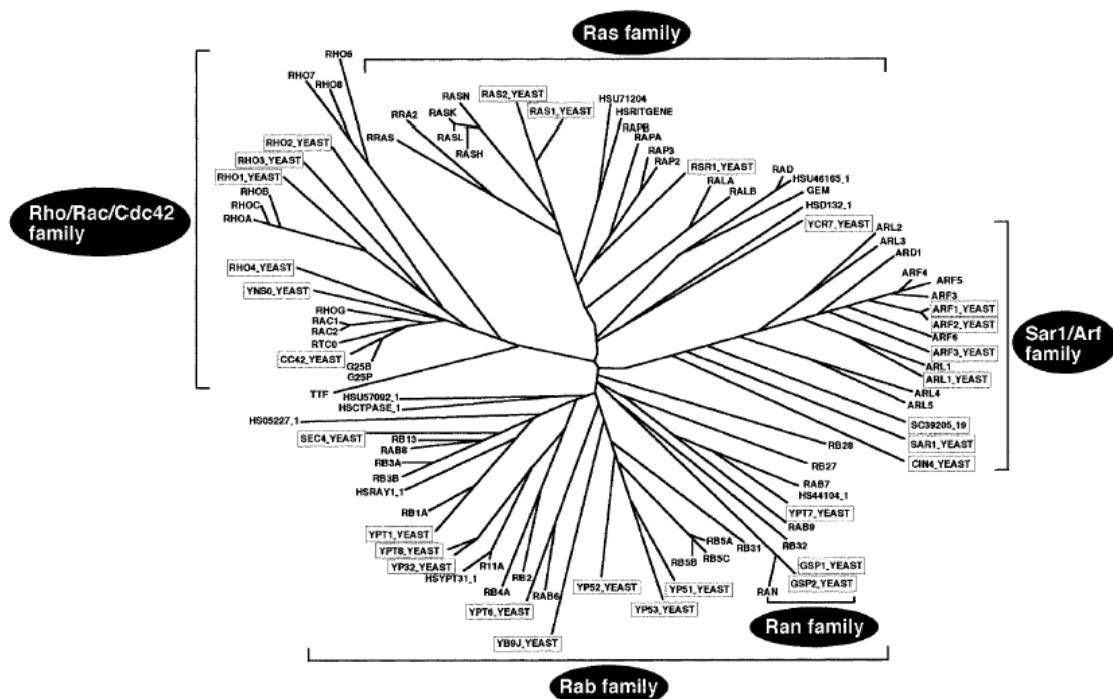 Ras family
RHO6
RHO7
RHO8
RASN
RAS2_YEAST
HSU71204
RASK
RAS1_YEAST
HSRITGENE
RRA2
RAPB
RRAS
RASL
RAPA
RASH
RAP3
RHO2_YEAST
RAP2
RSR1_YEAST
RAD
RHO3_YEAST
HSU46165_1
RHO1_YEAST
RALA
GEM
RHOB
RALB
HSD132_1
RHOC
Rho/Rac/Cdc42
family
RHOA
YCR7_YEAST
ARL2
ARL3
ARD1
RHO4_YEAST
ARF4
ARF5
YNS0_YEAST
ARF3
RHOG
ARF1_YEAST
RAC1
ARF2_YEAST
RAC2
ARF6
Sar1/Arf
family
RTC0
ARF3_YEAST
CC42_YEAST
ARL1
G25B
G25P
ARL1_YEAST
TTF
HSU57092_1
ARL4
HSCTPASE_1
ARL5
HS05227_1
SC39205_19
SEC4_YEAST
RB13
RB28
SAR1_YEAST
RAB8
RB3A
RB27
CIN4_YEAST
RB3B
RAB7
HSRAY1_1
HS44104_1
RB1A
YPT7_YEAST
YPT1_YEAST
RAB9
RB5A
RB31
RB32
YPT8_YEAST
RB5C
YP32_YEAST
R11A
RB5B
GSP1_YEAST
HSYPT31_1
RB2
GSP2_YEAST
RB4A
RAB6
YP52_YEAST
YP51_YEAST
RAN
YPT6_YEAST
YP53_YEAST
Ran family
YB9J_YEAST
Rab family